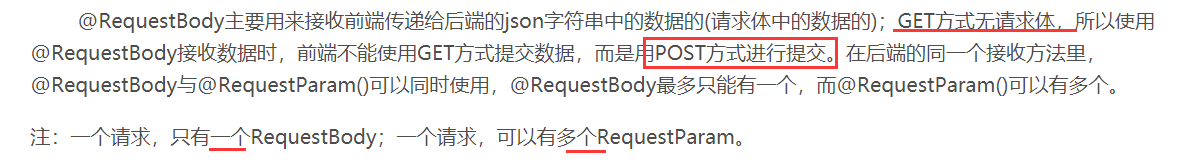 @RequestBody主要用来接收前端传递给后端的json字符串中的数据的(请求体中的数据的)；GET方式无请求体，所以使用
@RequestBody接收数据时，前端不能使用GET方式提交数据，而是用POST方式进行提交。在后端的同一个接收方法里，
@RequestBody与@RequestParam()可以同时使用，@RequestBody最多只能有一个，而@RequestParam()可以有多个。
注：一个请求，只有一个RequestBody；一个请求，可以有多个RequestParam。